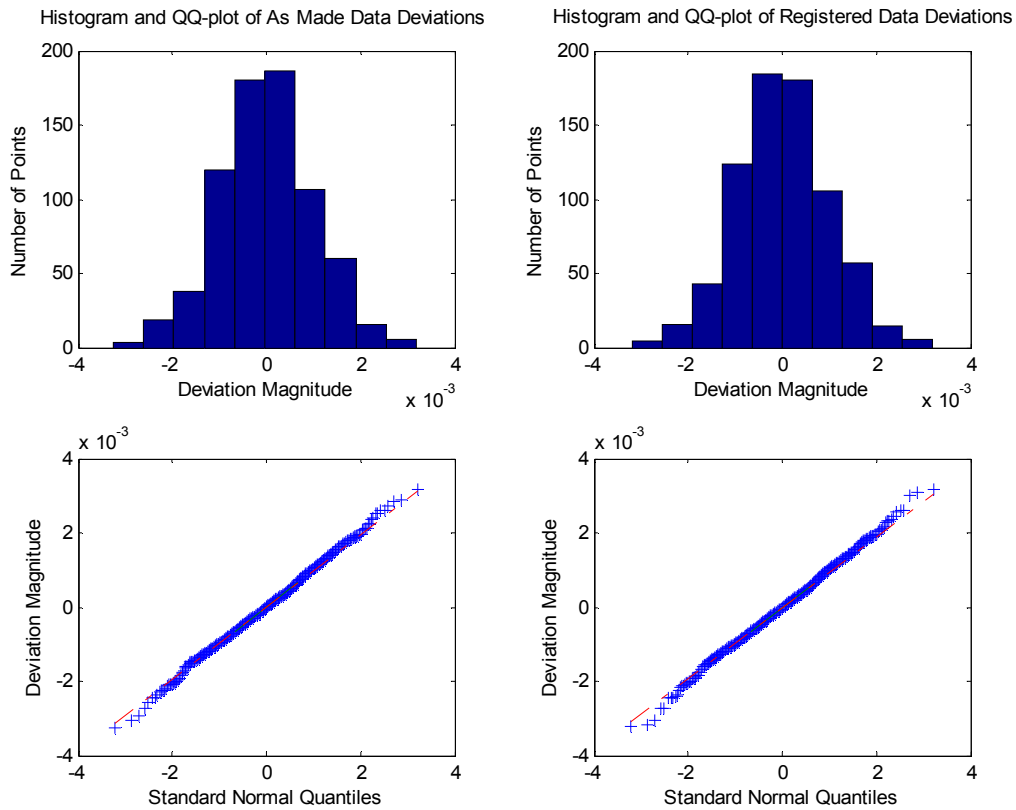 Histogram and QQ-plot of As Made Data Deviations
200
150
100
50
0
Number of Points
-4 -2 0 2 4
Deviation Magnitude
x 10-3
Histogram and QQ-plot of Registered Data Deviations
200
150
100
50
0
Number of Points
-4 -2 0 2 4
Deviation Magnitude
x 10-3
x 10-3
4
2
0
-2
-4
Deviation Magnitude
-4 -2 0 2 4
Standard Normal Quantiles
x 10-3
4
2
0
-2
-4
Deviation Magnitude
-4 -2 0 2 4
Standard Normal Quantiles